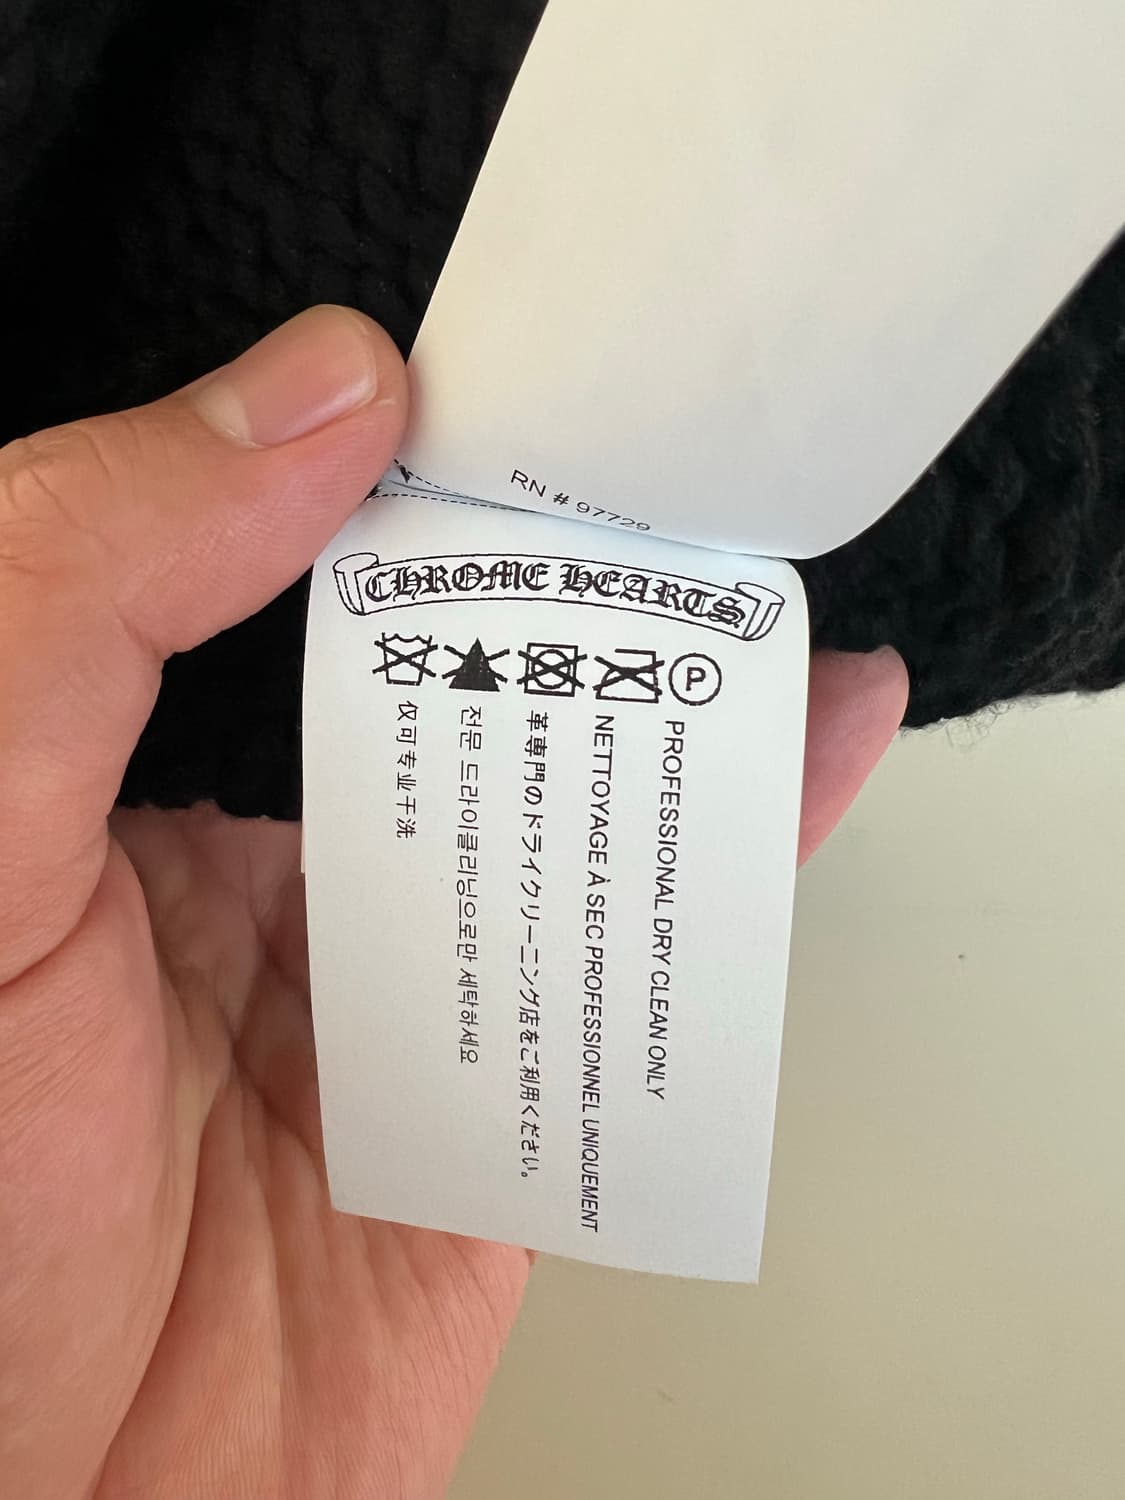 RN # 97729
CHROME HEARTS
P
PROFESSIONAL DRY CLEAN ONLY
NETTOYAGE À SEC PROFESSIONNEL UNIQUEMENT
革専門のドライクリーニング店をご利用ください。
전문 드라이클리닝으로만 세탁하세요
仅可专业干洗